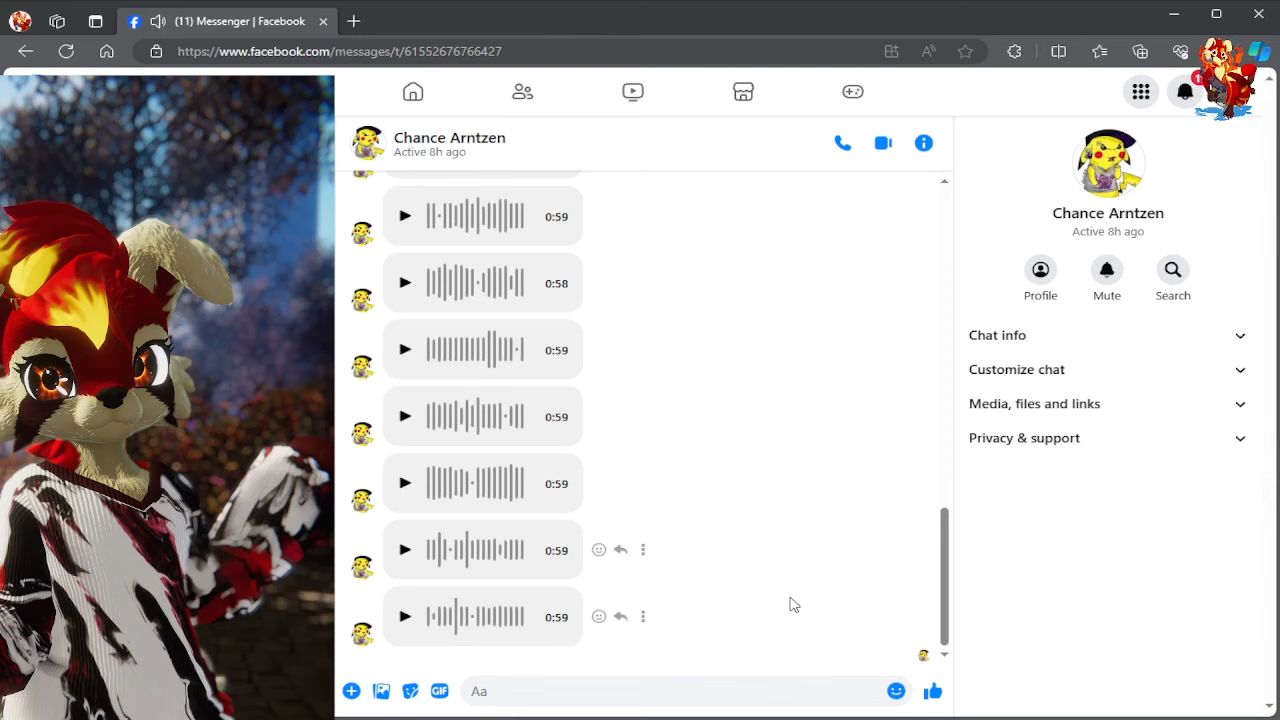 (11) Messenger | Facebook
https://www.facebook.com/messages/t/61552676766427
1
Chance Arntzen
Active 8h ago
0:59
0:58
0:59
0:59
0:59
0:59
0:59
GIF
Aa
Chance Arntzen
Active 8h ago
Profile
Mute
Search
Chat info
Customize chat
Media, files and links
Privacy & support